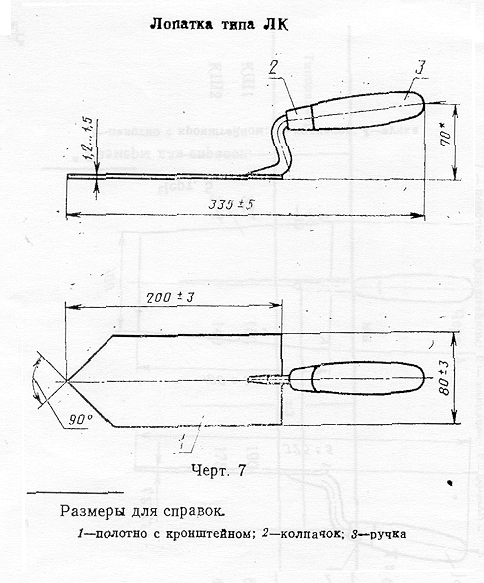 Лопатка типа ЛК
2
3
1,2...1,5
70*
335±5
200±3
80±3
90°
1
Черт. 7
Размеры для справок.
1—полотно с кронштейном; 2—колпачок; 3—ручка